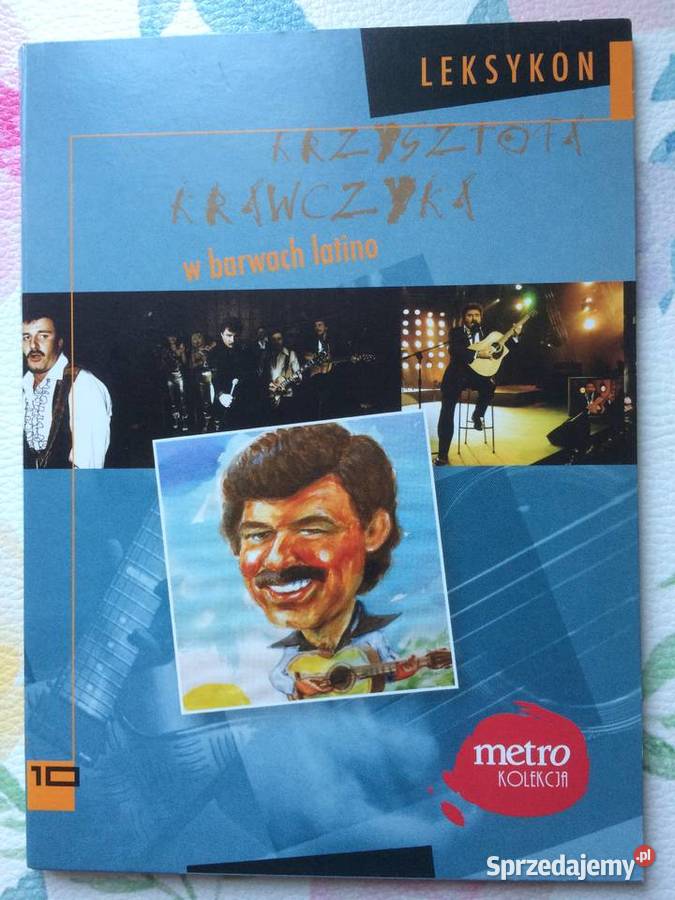 LEKSYKON
KRZYSZTOFA
KRAWCZYKA
w barwach latino
metro
KOLEKCJA
10
Sprzedajemy.pl